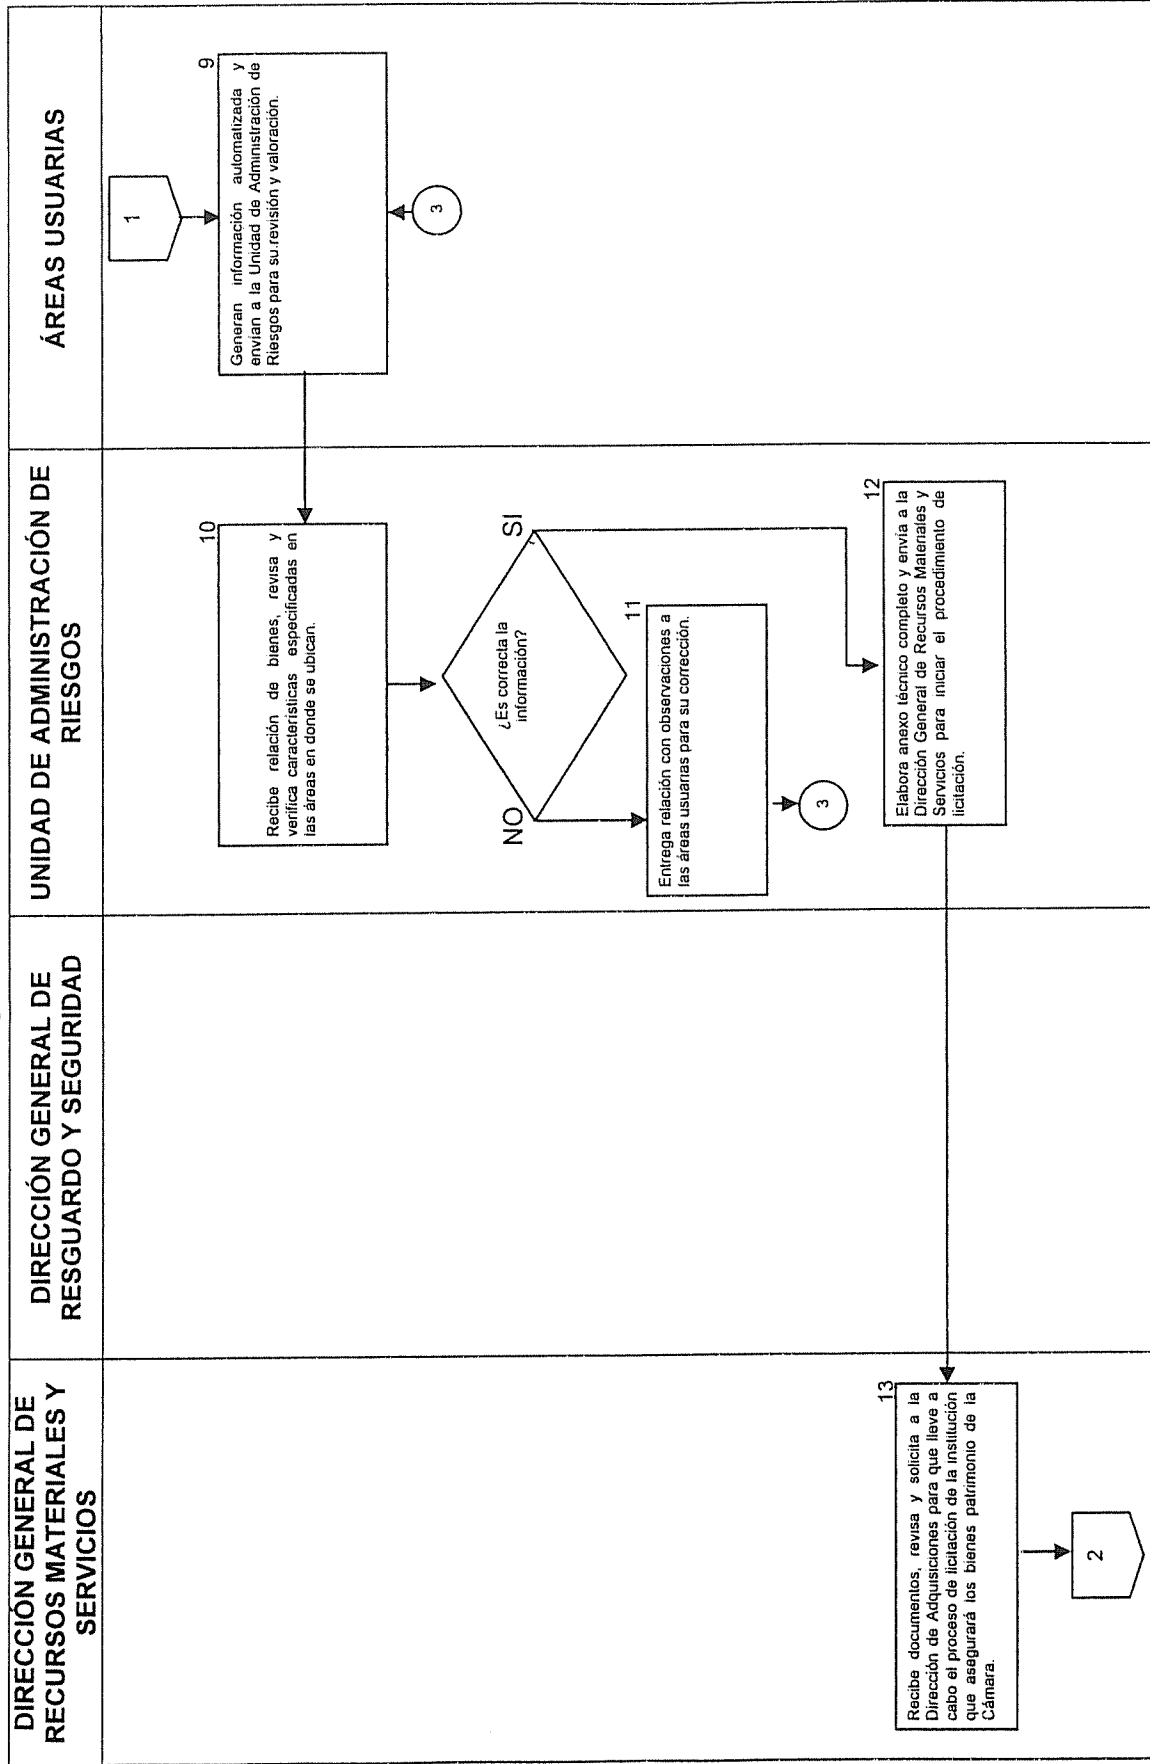 DIRECCIÓN GENERAL DE
RECURSOS MATERIALES Y
SERVICIOS
DIRECCIÓN GENERAL DE
RESGUARDO Y SEGURIDAD
UNIDAD DE ADMINISTRACIÓN DE
RIESGOS
ÁREAS USUARIAS
1
9
Generan información automatizada y
envían a la Unidad de Administración de
Riesgos para su revisión y valoración.
3
10
Recibe relación de bienes, revisa y
verifica características especificadas en
las áreas en donde se ubican.
¿Es correcta la
información?
NO
SI
11
Entrega relación con observaciones a
las áreas usuarias para su corrección.
3
12
Elabora anexo técnico completo y envía a la
Dirección General de Recursos Materiales y
Servicios para iniciar el procedimiento de
licitación.
13
Recibe documentos, revisa y solicita a la
Dirección de Adquisiciones para que lleve a
cabo el proceso de licitación de la institución
que asegurará los bienes patrimonio de la
Cámara.
2